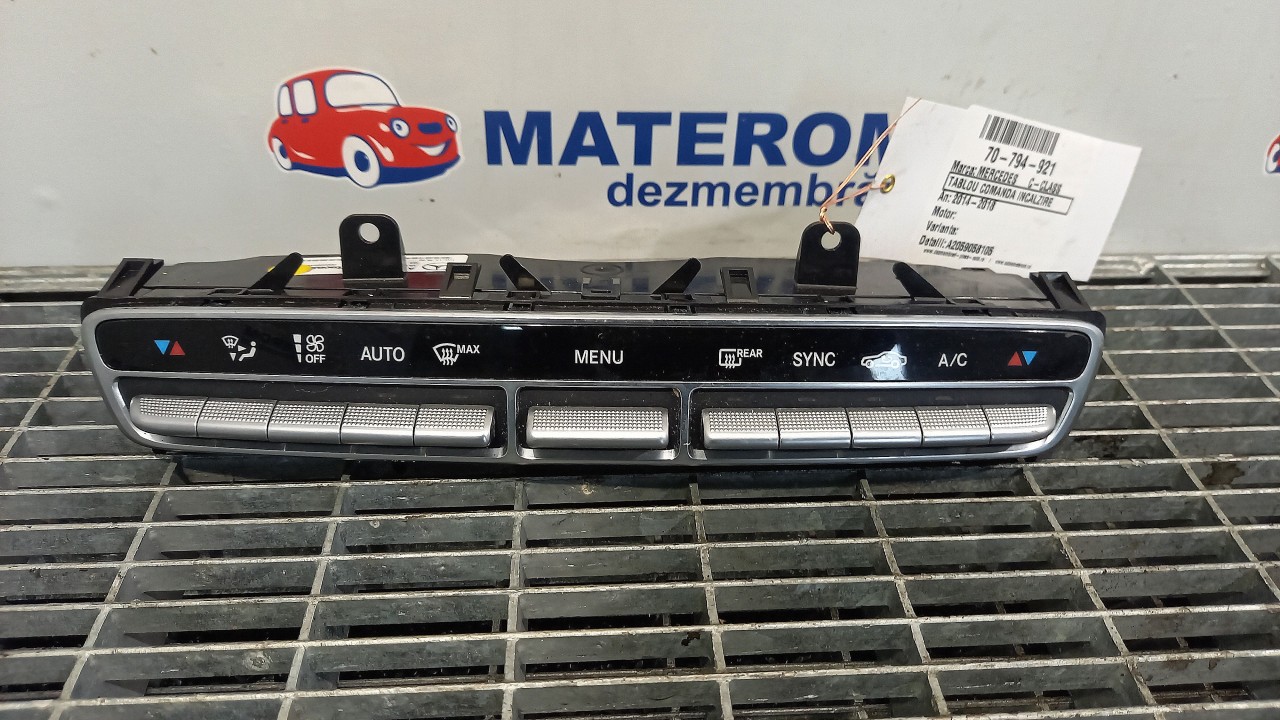 MATEROM
dezmembră
70-794-921
Marca: MERCEDES C-CLASS
TABLOU COMANDA INCALZIRE
An: 2014-2018
Motor:
Varianta:
Detalii: A2059058105
OFF
AUTO
MAX
MENU
REAR
SYNC
A/C